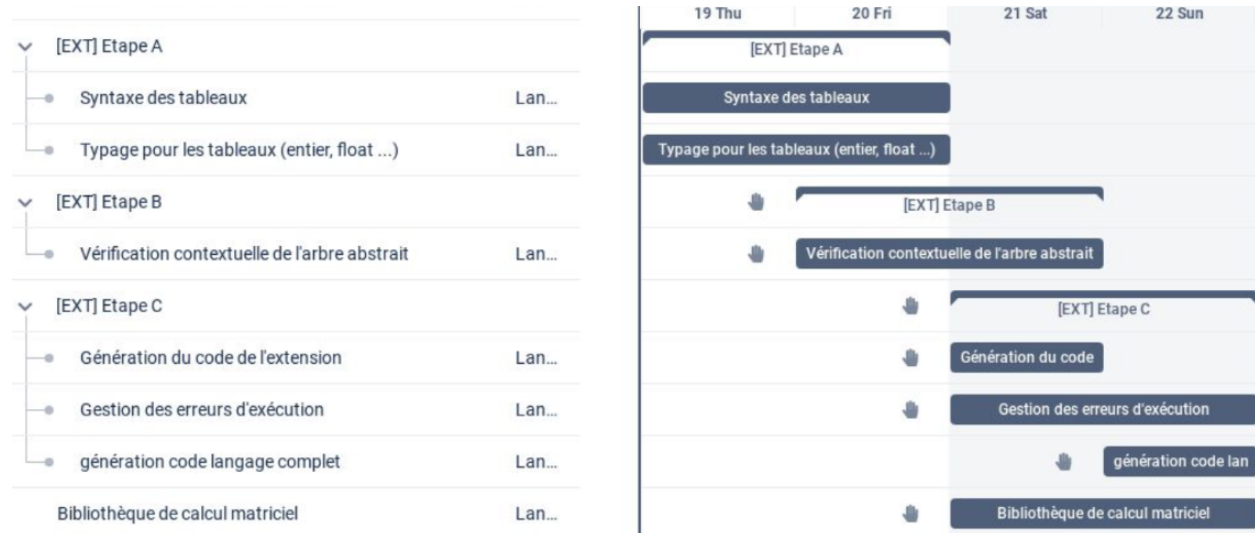 19 Thu 20 Fri 21 Sat 22 Sun
[EXT] Etape A [EXT] Etape A
Syntaxe des tableaux Lan... Syntaxe des tableaux
Typage pour les tableaux (entier, float ...) Lan... Typage pour les tableaux (entier, float ...)
[EXT] Etape B [EXT] Etape B
Vérification contextuelle de l'arbre abstrait Lan... Vérification contextuelle de l'arbre abstrait
[EXT] Etape C [EXT] Etape C
Génération du code de l'extension Lan... Génération du code
Gestion des erreurs d'exécution Lan... Gestion des erreurs d'exécution
génération code langage complet Lan... génération code lan
Bibliothèque de calcul matriciel Lan... Bibliothèque de calcul matriciel